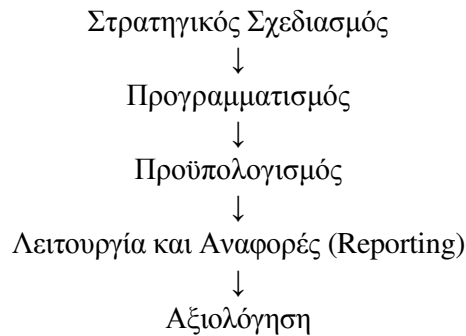 Στρατηγικός Σχεδιασμός
↓
Προγραμματισμός
↓
Προϋπολογισμός
↓
Λειτουργία και Αναφορές (Reporting)
↓
Αξιολόγηση